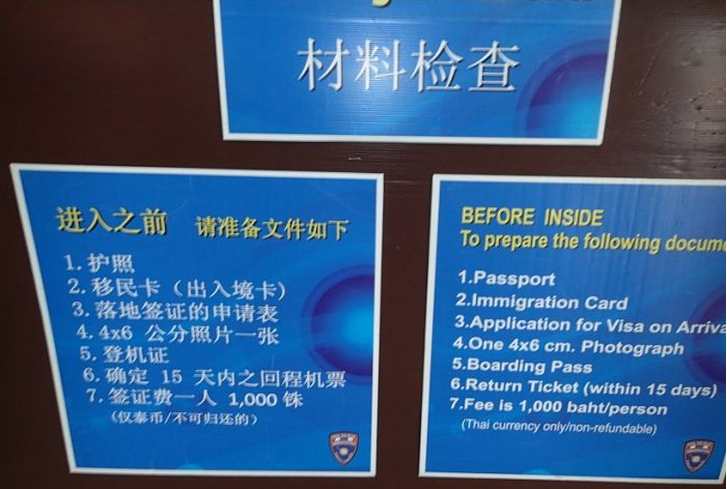 材料检查
进入之前 请准备文件如下
1. 护照
2. 移民卡（出入境卡）
3. 落地签证的申请表
4. 4x6 公分照片一张
5. 登机证
6. 确定 15 天内之回程机票
7. 签证费一人 1,000 铢
(仅泰币/不可归还的)
BEFORE INSIDE
To prepare the following docum
1.Passport
2.Immigration Card
3.Application for Visa on Arriva
4.One 4x6 cm. Photograph
5.Boarding Pass
6.Return Ticket (within 15 days)
7.Fee is 1,000 baht/person
(Thai currency only/non-refundable)